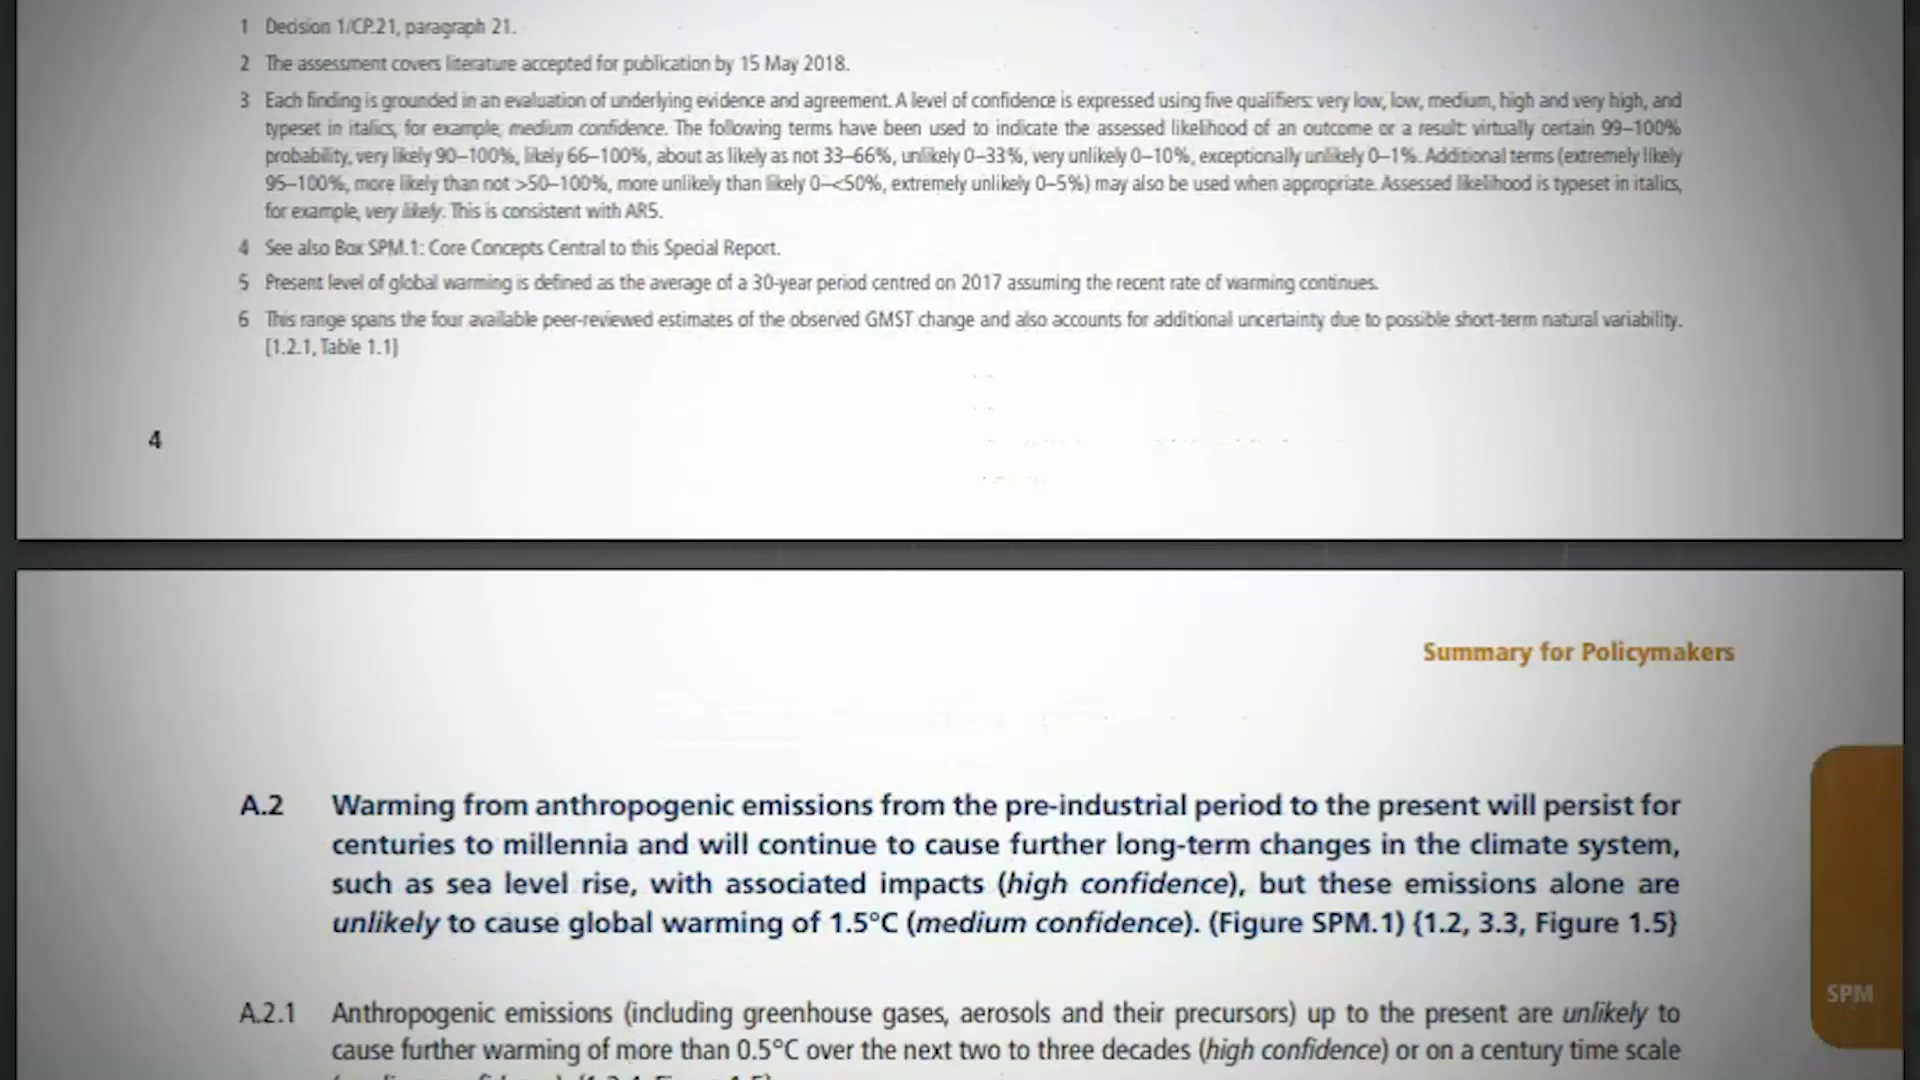 1 Decision 1/CP.21, paragraph 21.
2 The assessment covers literature accepted for publication by 15 May 2018.
3 Each finding is grounded in an evaluation of underlying evidence and agreement. A level of confidence is expressed using five qualifiers: very low, low, medium, high and very high, and
typeset in italics, for example, medium confidence. The following terms have been used to indicate the assessed likelihood of an outcome or a result: virtually certain 99–100%
probability, very likely 90–100%, likely 66–100%, about as likely as not 33–66%, unlikely 0–33%, very unlikely 0–10%, exceptionally unlikely 0–1%. Additional terms (extremely likely
95–100%, more likely than not >50–100%, more unlikely than likely 0–<50%, extremely unlikely 0–5%) may also be used when appropriate. Assessed likelihood is typeset in italics,
for example, very likely. This is consistent with AR5.
4 See also Box SPM.1: Core Concepts Central to this Special Report.
5 Present level of global warming is defined as the average of a 30-year period centred on 2017 assuming the recent rate of warming continues.
6 This range spans the four available peer-reviewed estimates of the observed GMST change and also accounts for additional uncertainty due to possible short-term natural variability.
{1.2.1, Table 1.1}
4
Summary for Policymakers
A.2 Warming from anthropogenic emissions from the pre-industrial period to the present will persist for
centuries to millennia and will continue to cause further long-term changes in the climate system,
such as sea level rise, with associated impacts (high confidence), but these emissions alone are
unlikely to cause global warming of 1.5°C (medium confidence). (Figure SPM.1) {1.2, 3.3, Figure 1.5}
SPM
A.2.1 Anthropogenic emissions (including greenhouse gases, aerosols and their precursors) up to the present are unlikely to
cause further warming of more than 0.5°C over the next two to three decades (high confidence) or on a century time scale